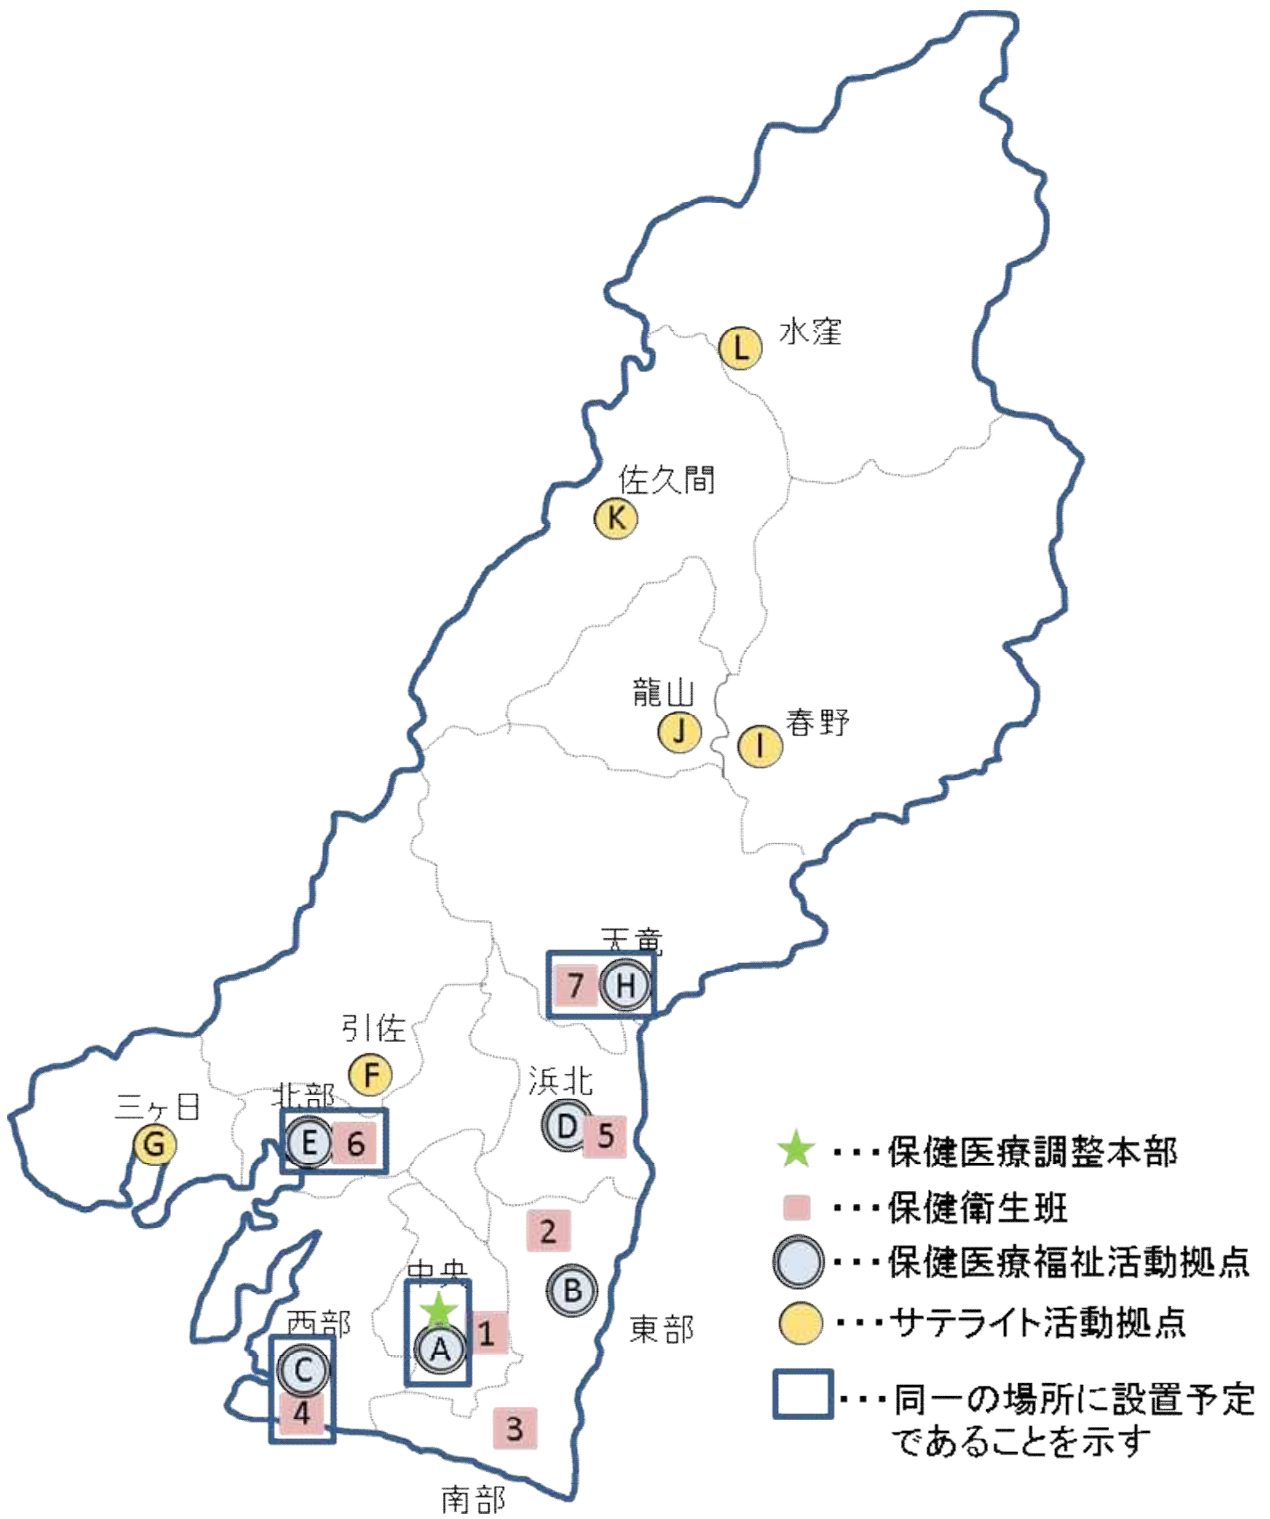 水窪
L
佐久間
K
龍山
J
春野
I
天竜
7 H
引佐
F
浜北
D 5
北部
E 6
三ヶ日
G
2
B
中央
A 1
東部
西部
C
4
3
南部
・・・保健医療調整本部
・・・保健衛生班
・・・保健医療福祉活動拠点
・・・サテライト活動拠点
・・・同一の場所に設置予定
であることを示す